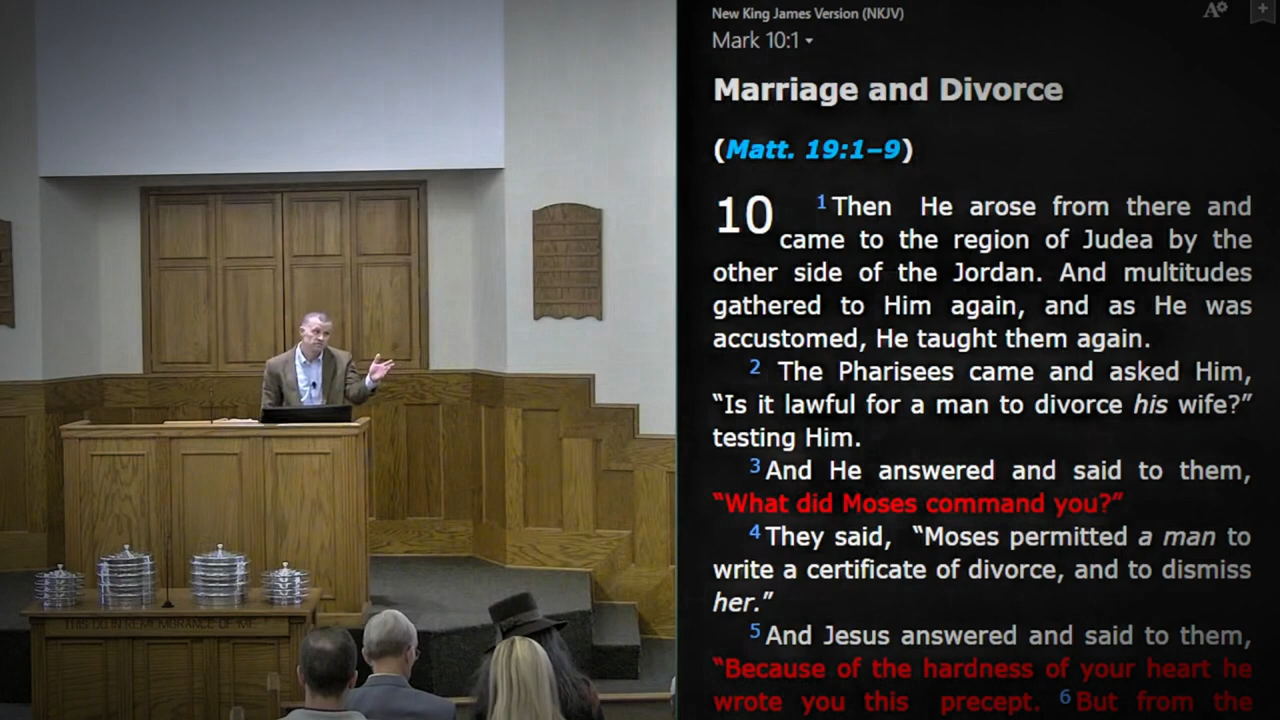 THIS DO IN REMEMBRANCE OF ME
New King James Version (NKJV)
Mark 10:1
Marriage and Divorce
(Matt. 19:1–9)
10 1 Then He arose from there and
came to the region of Judea by the
other side of the Jordan. And multitudes
gathered to Him again, and as He was
accustomed, He taught them again.
2 The Pharisees came and asked Him,
“Is it lawful for a man to divorce his wife?”
testing Him.
3 And He answered and said to them,
“What did Moses command you?”
4 They said, “Moses permitted a man to
write a certificate of divorce, and to dismiss
her.”
5 And Jesus answered and said to them,
“Because of the hardness of your heart he
wrote you this precept. 6 But from the